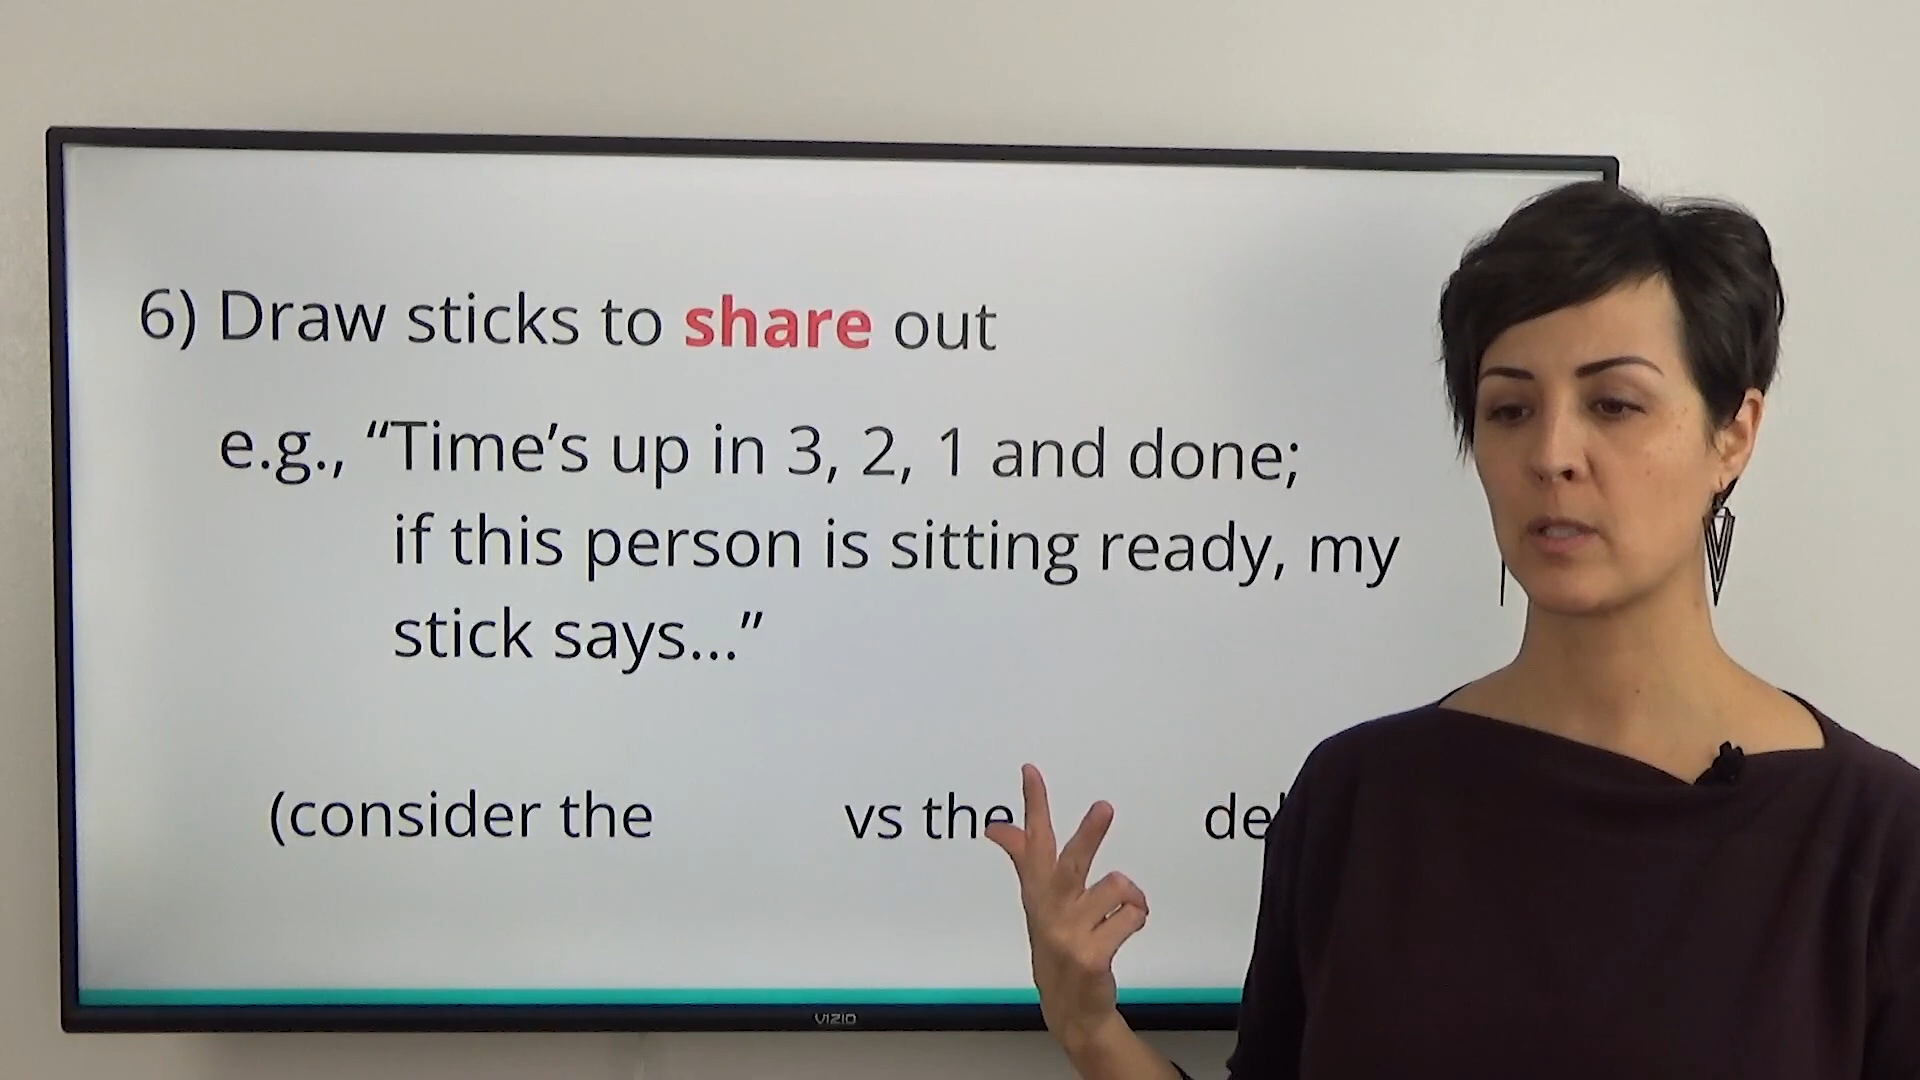 6) Draw sticks to share out
e.g., “Time’s up in 3, 2, 1 and done;
if this person is sitting ready, my
stick says...”
(consider the vs the
VIZIO